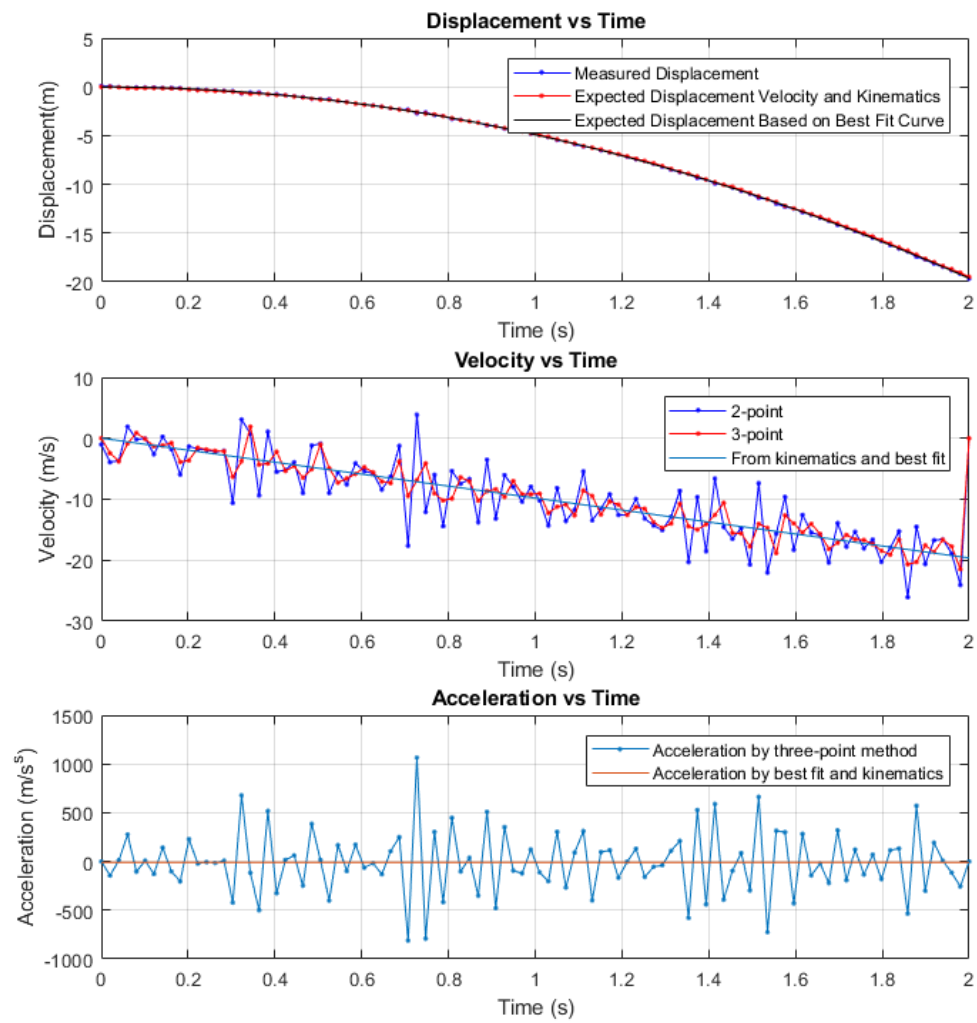 Displacement vs Time
5
0
-5
-10
-15
-20
Displacement(m)
Measured Displacement
Expected Displacement Velocity and Kinematics
Expected Displacement Based on Best Fit Curve
0 0.2 0.4 0.6 0.8 1 1.2 1.4 1.6 1.8 2
Time (s)
Velocity vs Time
10
0
-10
-20
-30
Velocity (m/s)
2-point
3-point
From kinematics and best fit
0 0.2 0.4 0.6 0.8 1 1.2 1.4 1.6 1.8 2
Time (s)
Acceleration vs Time
1500
1000
500
0
-500
-1000
Acceleration (m/s^s)
Acceleration by three-point method
Acceleration by best fit and kinematics
0 0.2 0.4 0.6 0.8 1 1.2 1.4 1.6 1.8 2
Time (s)